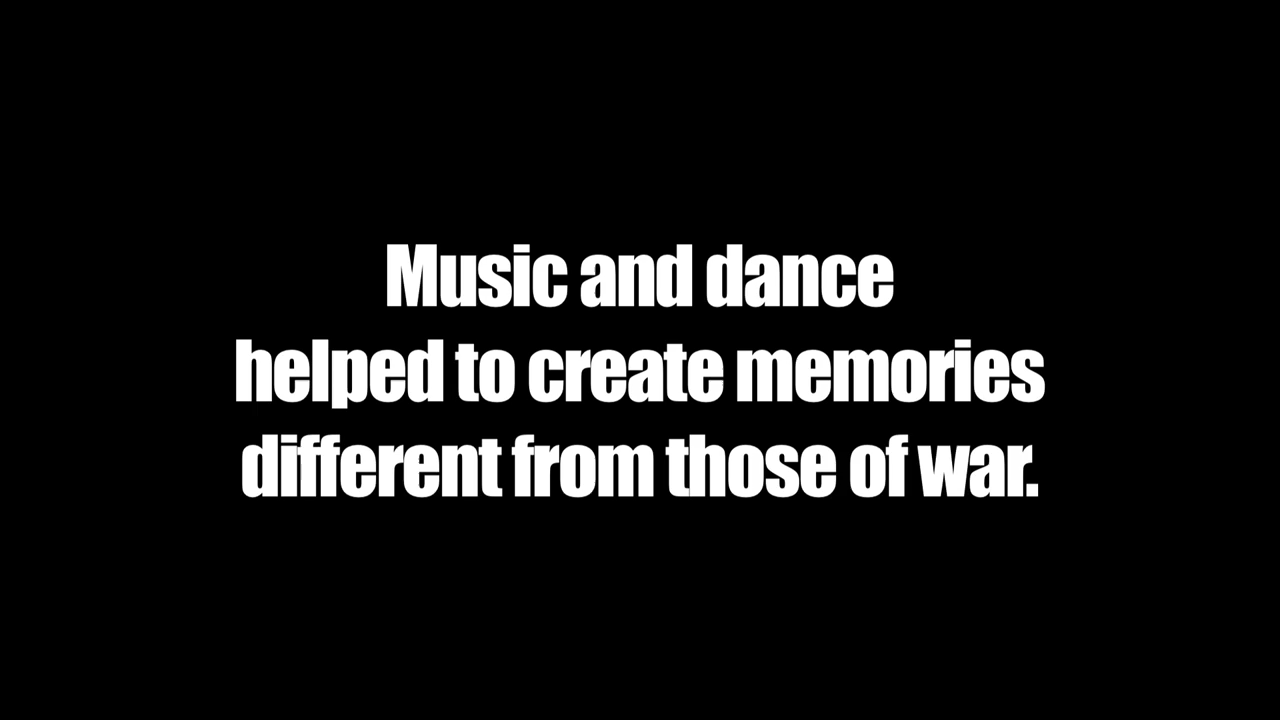 Music and dance
helped to create memories
different from those of war.